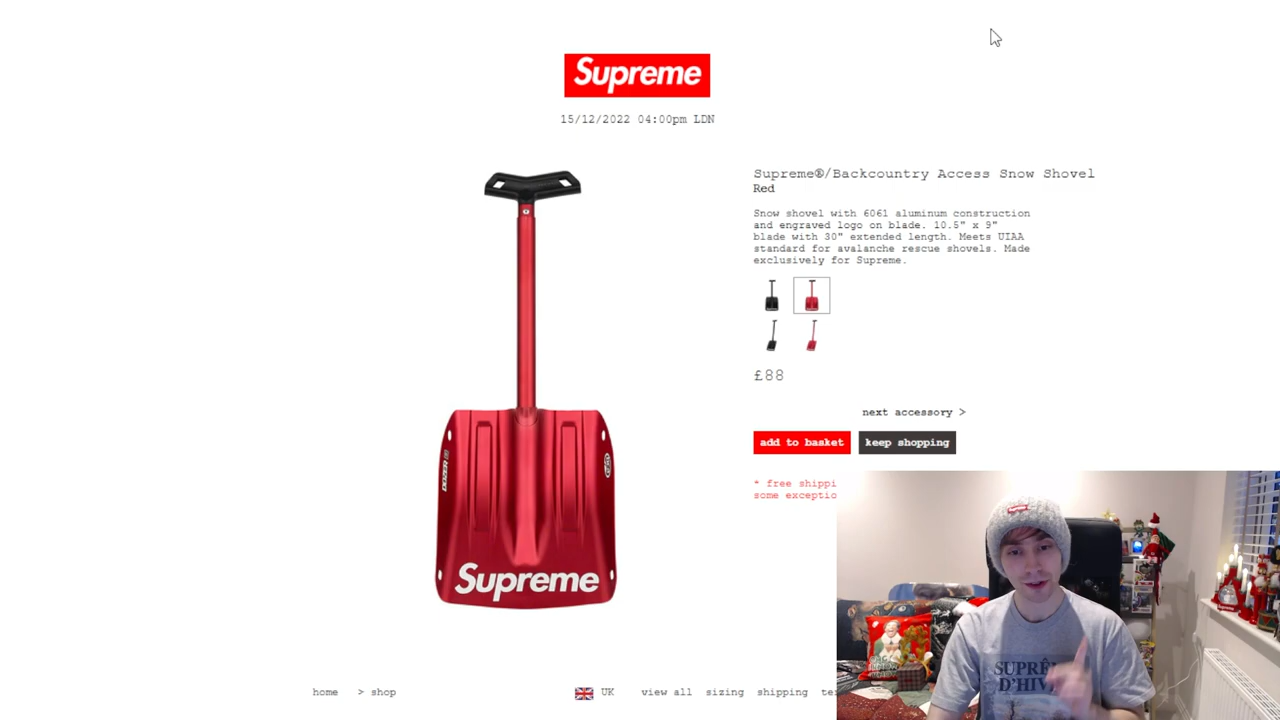 Supreme
15/12/2022 04:00pm LDN
Supreme®/Backcountry Access Snow Shovel
Red
Snow shovel with 6061 aluminum construction
and engraved logo on blade. 10.5" x 9"
blade with 30" extended length. Meets UIAA
standard for avalanche rescue shovels. Made
exclusively for Supreme.
£88
next accessory >
add to basket
keep shopping
* free shippi
some exceptio
Supreme
SUPRÊ
D'HIV
home > shop
UK view all sizing shipping te